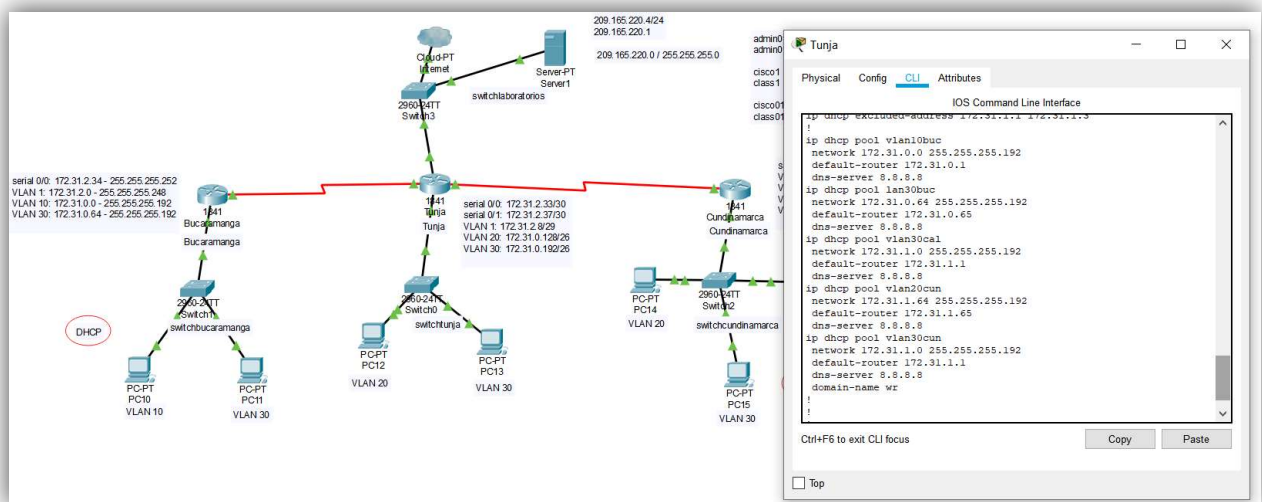 209.165.220.4/24
209.165.220.1
209.165.220.0 / 255.255.255.0
Cloud-PT
Internet
Server-PT
Server1
switchlaboratorios
2960-24TT
Switch3
admin0
admin0
cisco1
class1
cisco01
class01
serial 0/0: 172.31.2.34 - 255.255.255.252
VLAN 1: 172.31.2.0 - 255.255.255.248
VLAN 10: 172.31.0.0 - 255.255.255.192
VLAN 30: 172.31.0.64 - 255.255.255.192
1841
Bucaramanga
Bucaramanga
1841
Tunja
Tunja
serial 0/0: 172.31.2.33/30
serial 0/1: 172.31.2.37/30
VLAN 1: 172.31.2.8/29
VLAN 20: 172.31.0.128/26
VLAN 30: 172.31.0.192/26
1841
Cundinamarca
Cundinamarca
2960-24TT
Switch1
switchbucaramanga
2960-24TT
Switch0
switchtunja
2960-24TT
Switch2
switchcundinamarca
DHCP
PC-PT
PC10
VLAN 10
PC-PT
PC11
VLAN 30
PC-PT
PC12
VLAN 20
PC-PT
PC13
VLAN 30
PC-PT
PC14
VLAN 20
PC-PT
PC15
VLAN 30
Tunja
Physical Config CLI Attributes
IOS Command Line Interface
ip dhcp excluded-address 172.31.1.1 172.31.1.3
!
ip dhcp pool vlan10buc
network 172.31.0.0 255.255.255.192
default-router 172.31.0.1
dns-server 8.8.8.8
ip dhcp pool lan30buc
network 172.31.0.64 255.255.255.192
default-router 172.31.0.65
dns-server 8.8.8.8
ip dhcp pool vlan30cal
network 172.31.1.0 255.255.255.192
default-router 172.31.1.1
dns-server 8.8.8.8
ip dhcp pool vlan20cun
network 172.31.1.64 255.255.255.192
default-router 172.31.1.65
dns-server 8.8.8.8
ip dhcp pool vlan30cun
network 172.31.1.0 255.255.255.192
default-router 172.31.1.1
dns-server 8.8.8.8
domain-name wr
!
!
Ctrl+F6 to exit CLI focus
Copy Paste
Top